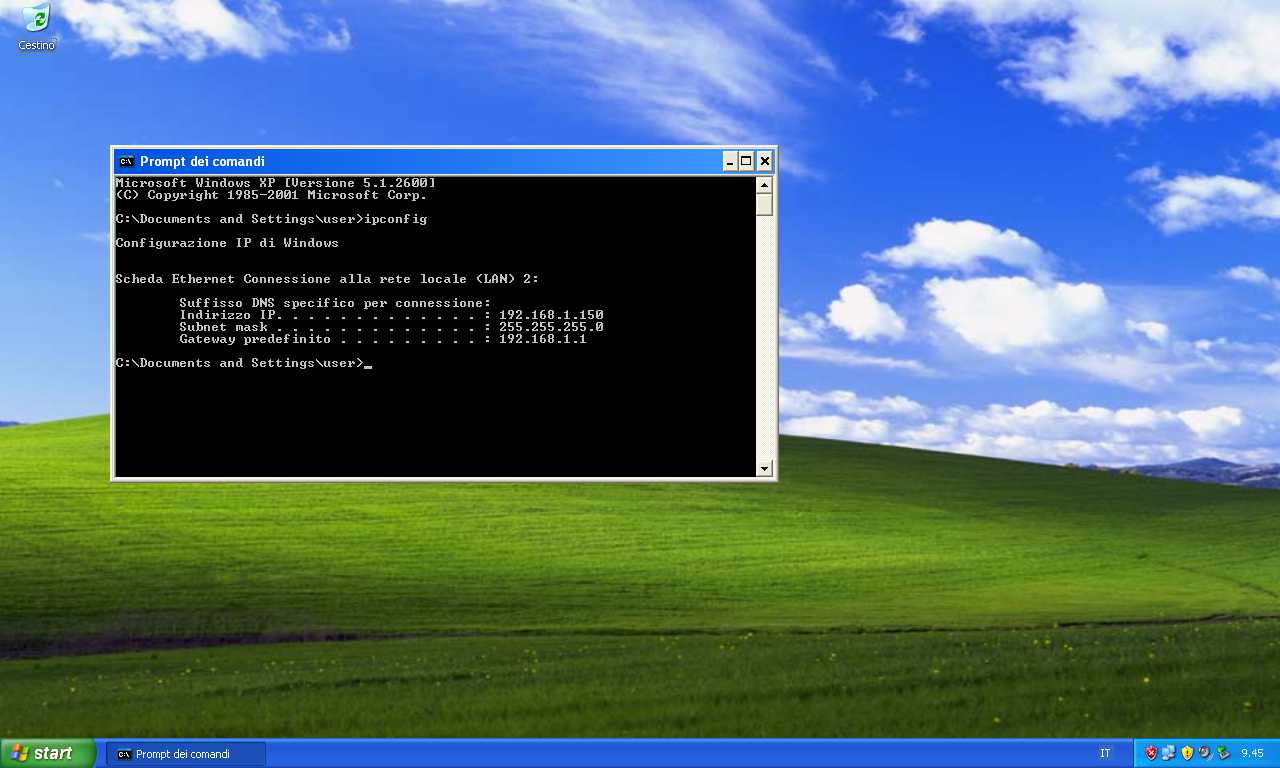 Cestino
Prompt dei comandi
Microsoft Windows XP [Versione 5.1.2600]
(C) Copyright 1985-2001 Microsoft Corp.
C:\Documents and Settings\user>ipconfig
Configurazione IP di Windows
Scheda Ethernet Connessione alla rete locale (LAN) 2:
Suffisso DNS specifico per connessione:
Indirizzo IP. . . . . . . . . . . . . : 192.168.1.150
Subnet mask . . . . . . . . . . . . . : 255.255.255.0
Gateway predefinito . . . . . . . . . : 192.168.1.1
C:\Documents and Settings\user>_
start
Prompt dei comandi
IT
9.45